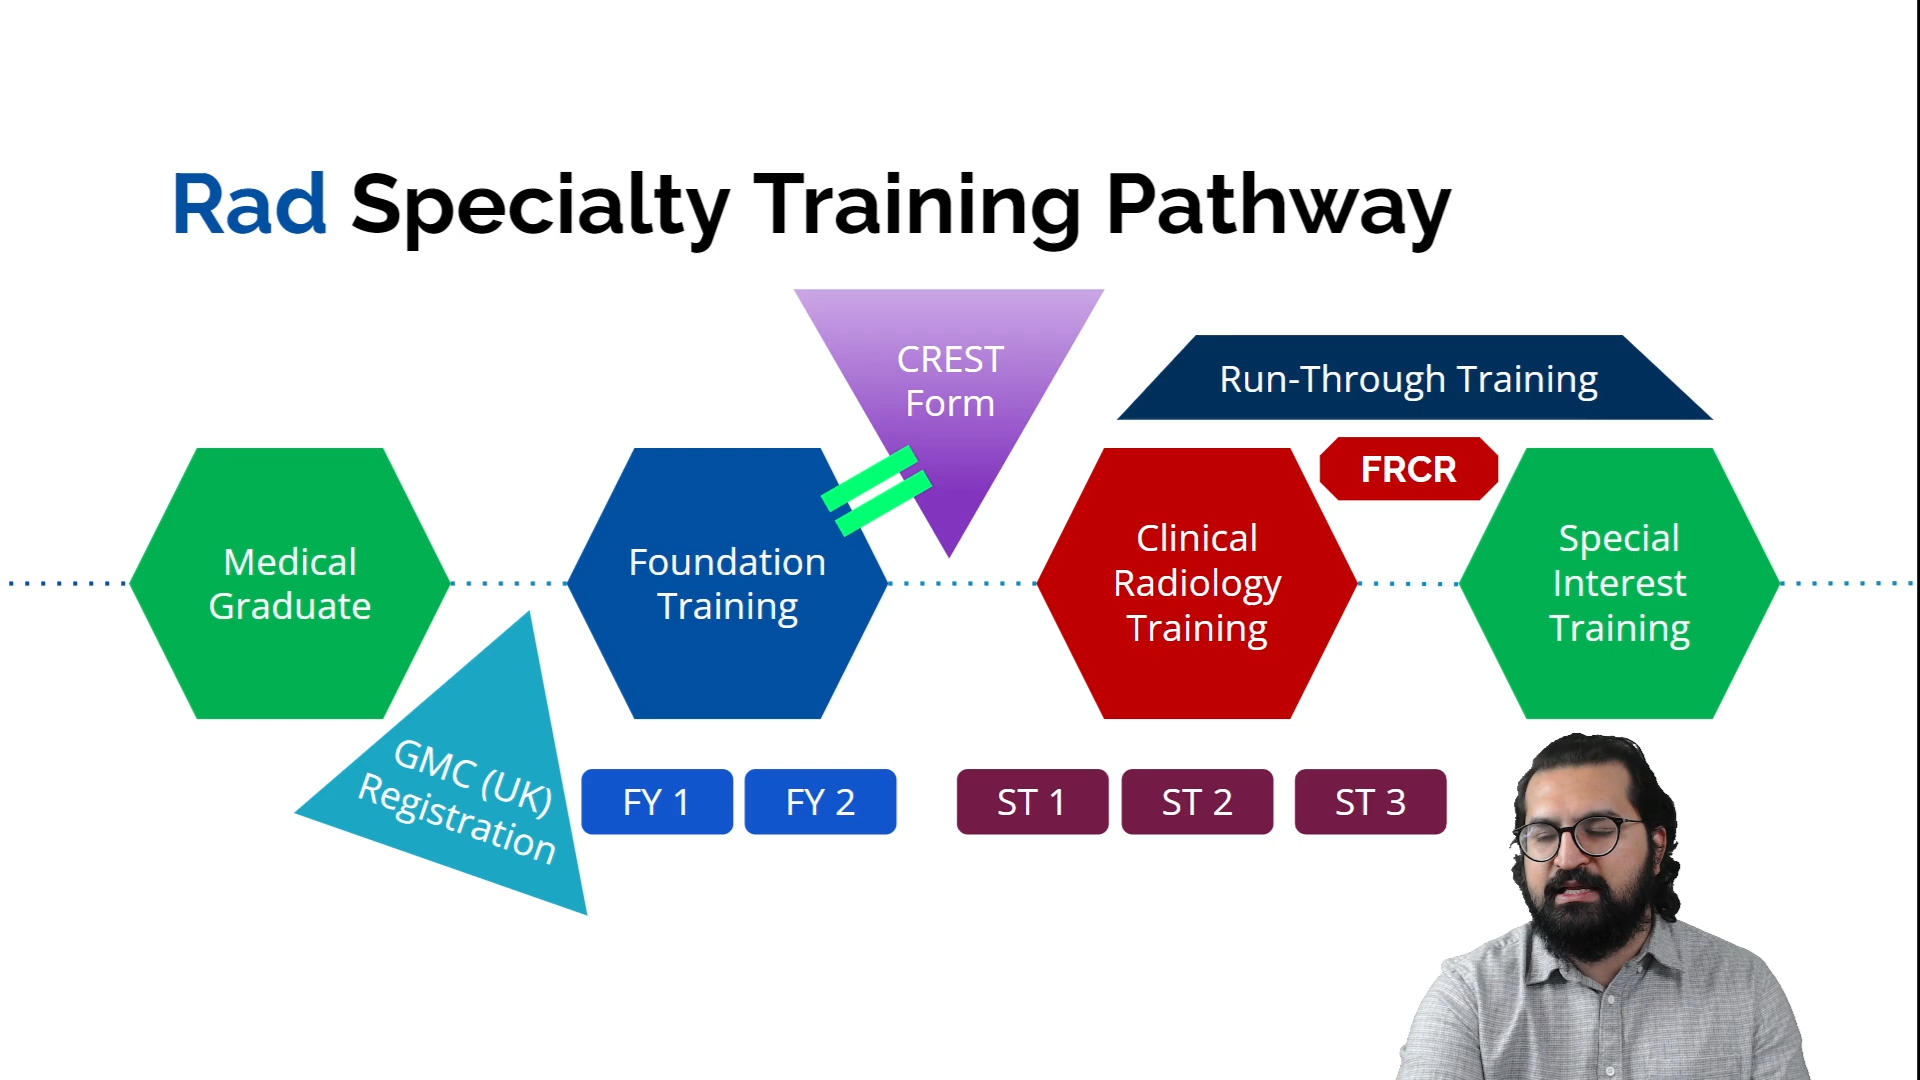 Rad Specialty Training Pathway
CREST
Form
Run-Through Training
FRCR
Medical
Graduate
Foundation
Training
Clinical
Radiology
Training
Special
Interest
Training
GMC (UK)
Registration
FY 1
FY 2
ST 1
ST 2
ST 3